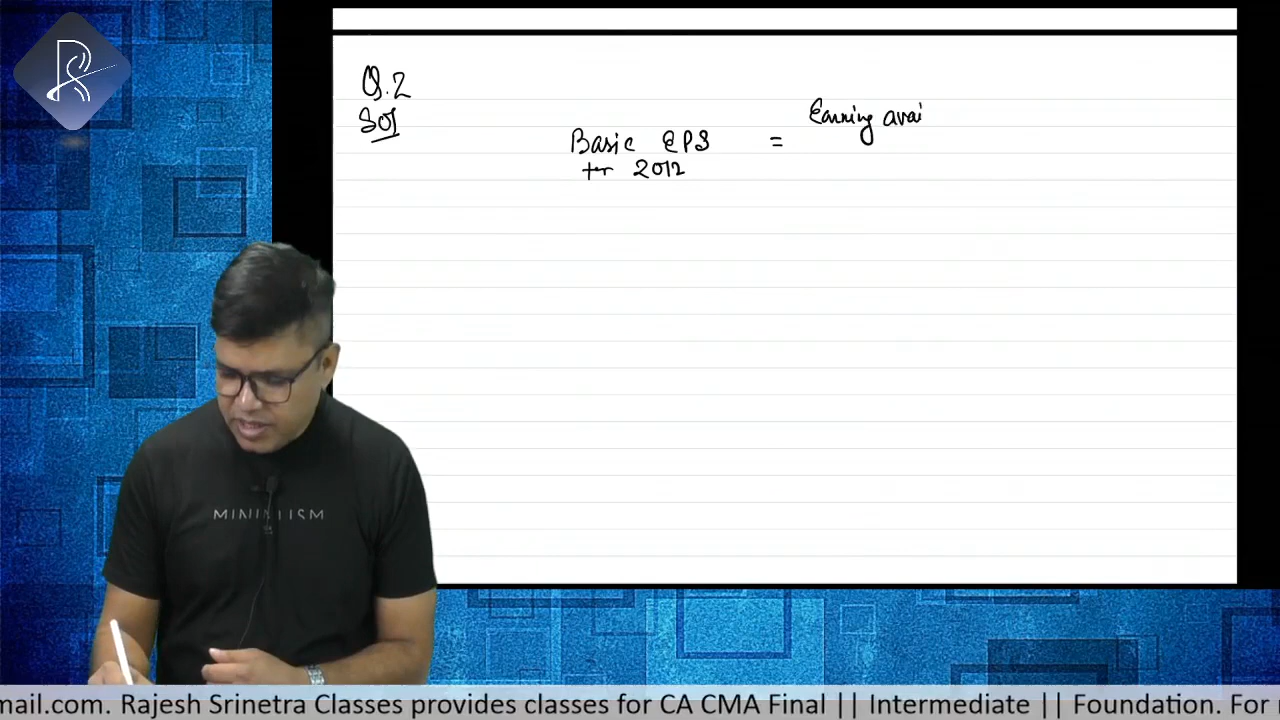 RS
Q.2
Sol
Earning avai
Basic EPS =
for 2012
MINIMALISM
mail.com. Rajesh Srinetra Classes provides classes for CA CMA Final || Intermediate || Foundation. For